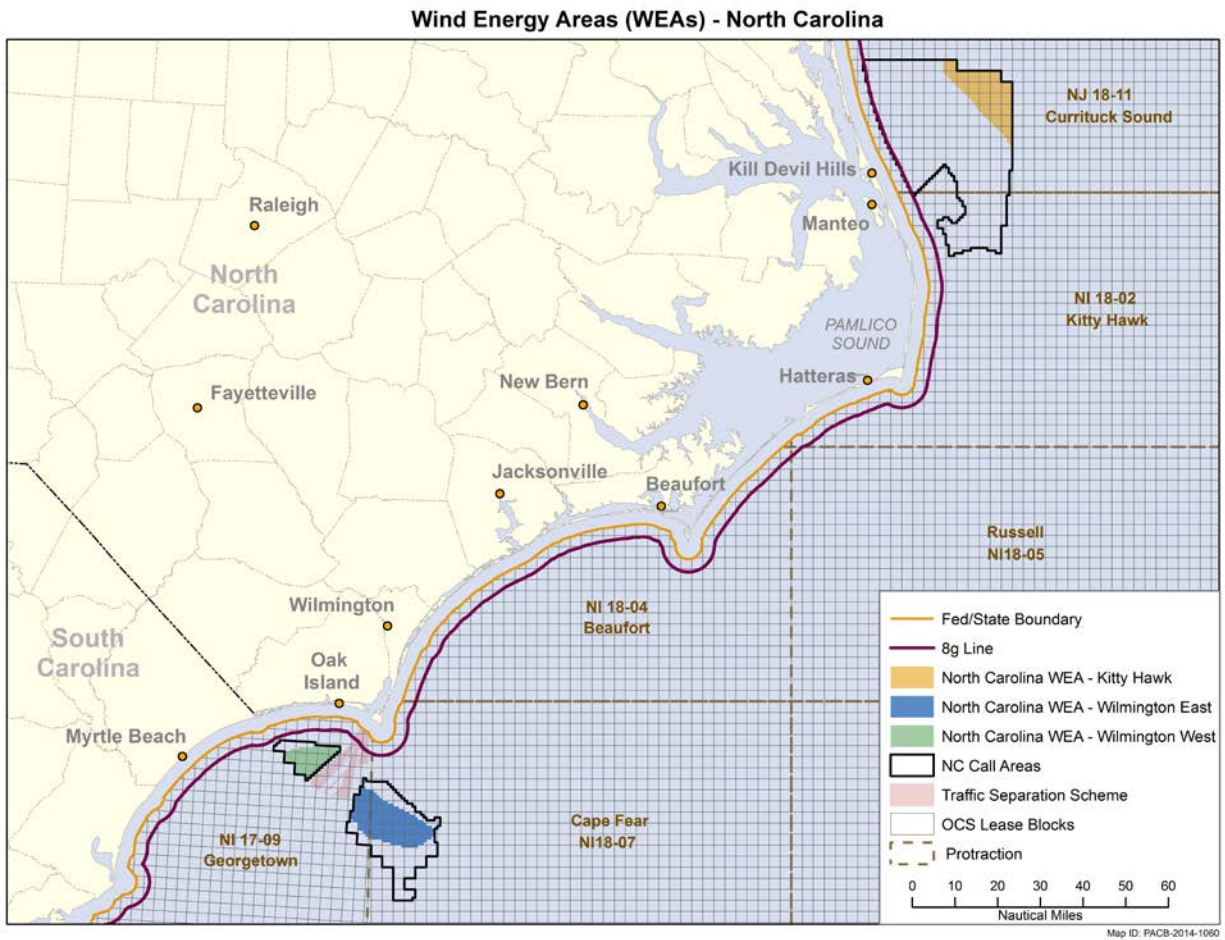 Wind Energy Areas (WEAs) - North Carolina
NJ 18-11
Currituck Sound
Kill Devil Hills
Manteo
Raleigh
North
Carolina
NI 18-02
Kitty Hawk
PAMLICO
SOUND
Hatteras
New Bern
Fayetteville
Jacksonville
Beaufort
Russell
NI18-05
Wilmington
NI 18-04
Beaufort
South
Carolina
Oak
Island
Myrtle Beach
NI 17-09
Georgetown
Cape Fear
NI18-07
Fed/State Boundary
8g Line
North Carolina WEA - Kitty Hawk
North Carolina WEA - Wilmington East
North Carolina WEA - Wilmington West
NC Call Areas
Traffic Separation Scheme
OCS Lease Blocks
Protraction
0 10 20 30 40 50 60
Nautical Miles
Map ID: PACB-2014-1060